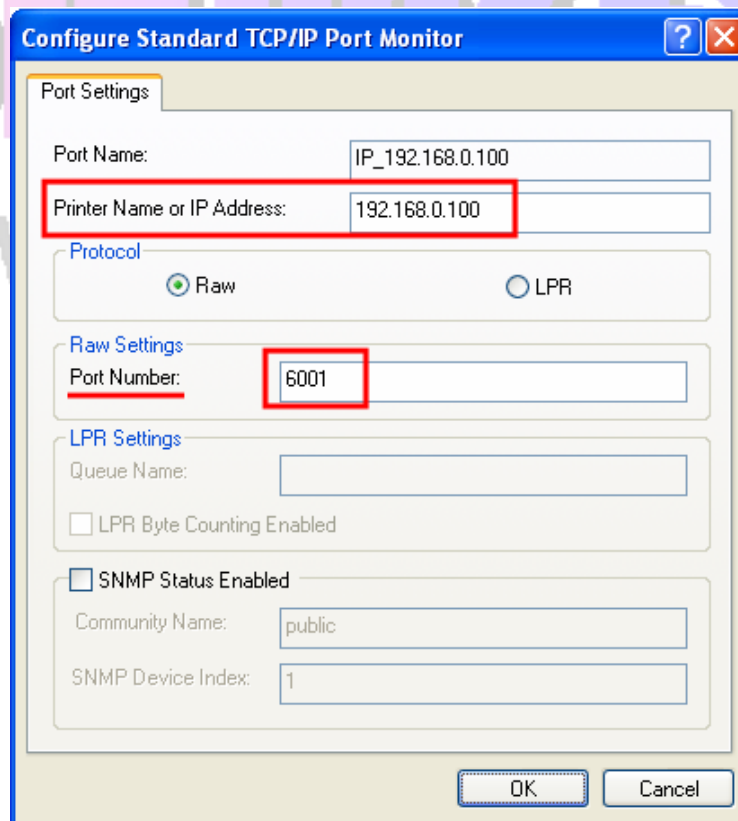 Configure Standard TCP/IP Port Monitor
Port Settings
Port Name: IP_192.168.0.100
Printer Name or IP Address: 192.168.0.100
Protocol
Raw LPR
Raw Settings
Port Number: 6001
LPR Settings
Queue Name:
LPR Byte Counting Enabled
SNMP Status Enabled
Community Name: public
SNMP Device Index: 1
OK Cancel